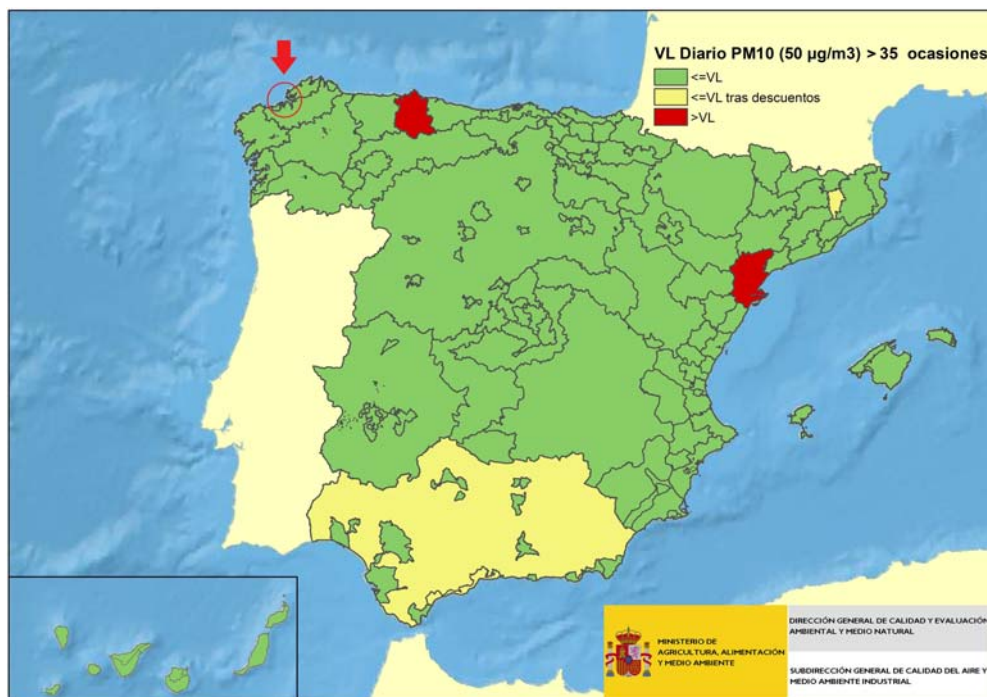 VL Diario PM10 (50 µg/m3) > 35 ocasiones
<=VL
<=VL tras descuentos
>VL
MINISTERIO DE
AGRICULTURA, ALIMENTACIÓN
Y MEDIO AMBIENTE
DIRECCIÓN GENERAL DE CALIDAD Y EVALUACIÓN
AMBIENTAL Y MEDIO NATURAL
SUBDIRECCIÓN GENERAL DE CALIDAD DEL AIRE Y
MEDIO AMBIENTE INDUSTRIAL